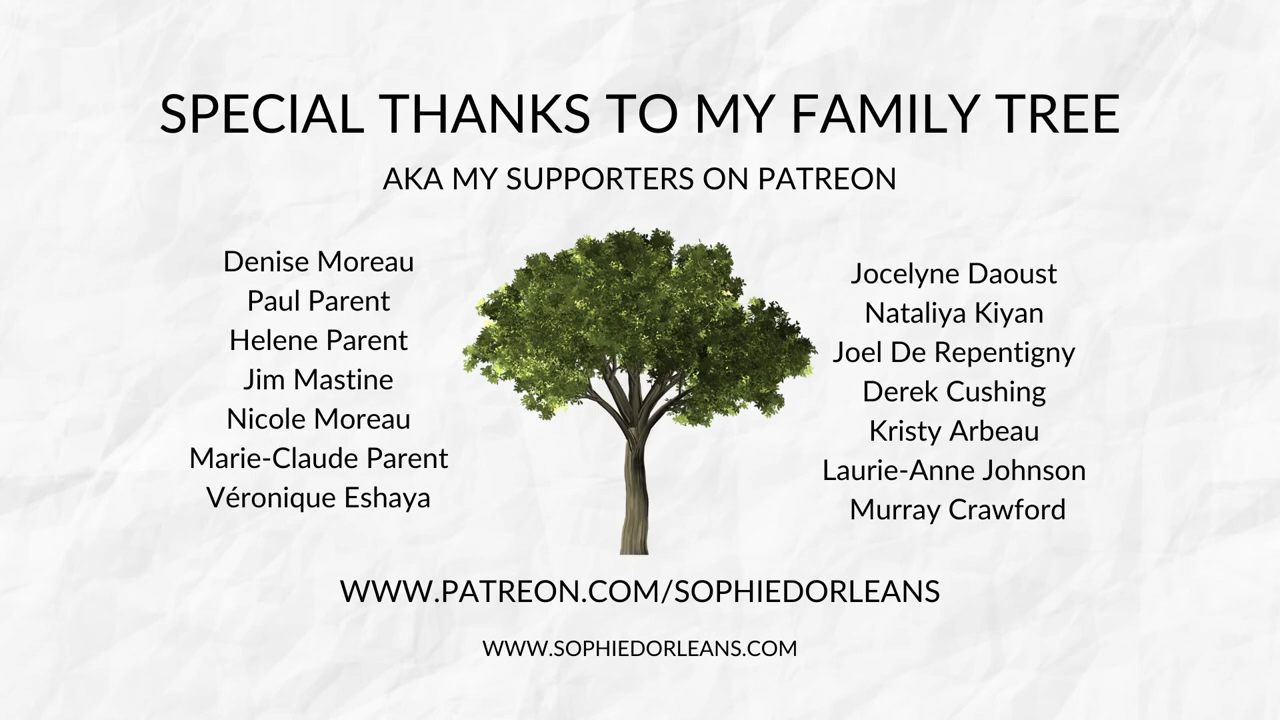 SPECIAL THANKS TO MY FAMILY TREE
AKA MY SUPPORTERS ON PATREON
Denise Moreau
Paul Parent
Helene Parent
Jim Mastine
Nicole Moreau
Marie-Claude Parent
Véronique Eshaya
Jocelyne Daoust
Nataliya Kiyan
Joel De Repentigny
Derek Cushing
Kristy Arbeau
Laurie-Anne Johnson
Murray Crawford
WWW.PATREON.COM/SOPHIEDORLEANS
WWW.SOPHIEDORLEANS.COM